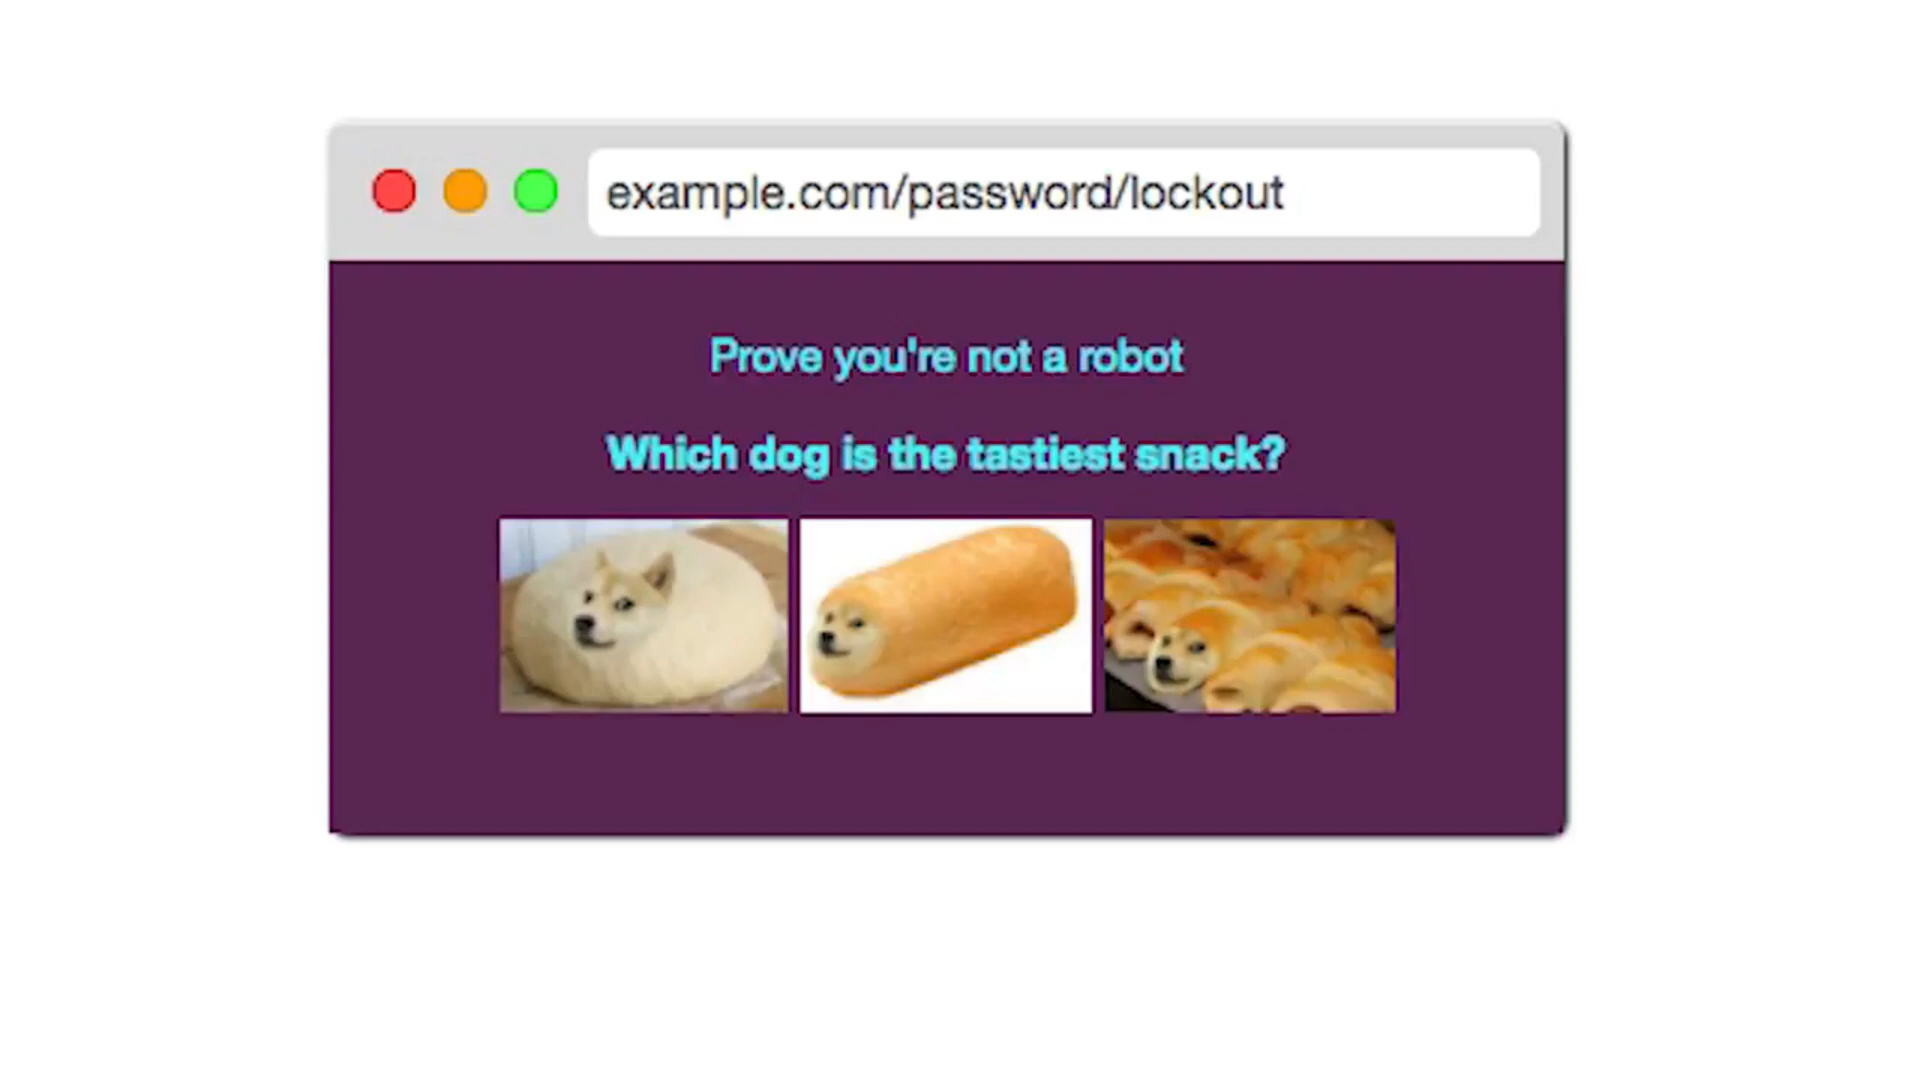 example.com/password/lockout
Prove you're not a robot
Which dog is the tastiest snack?